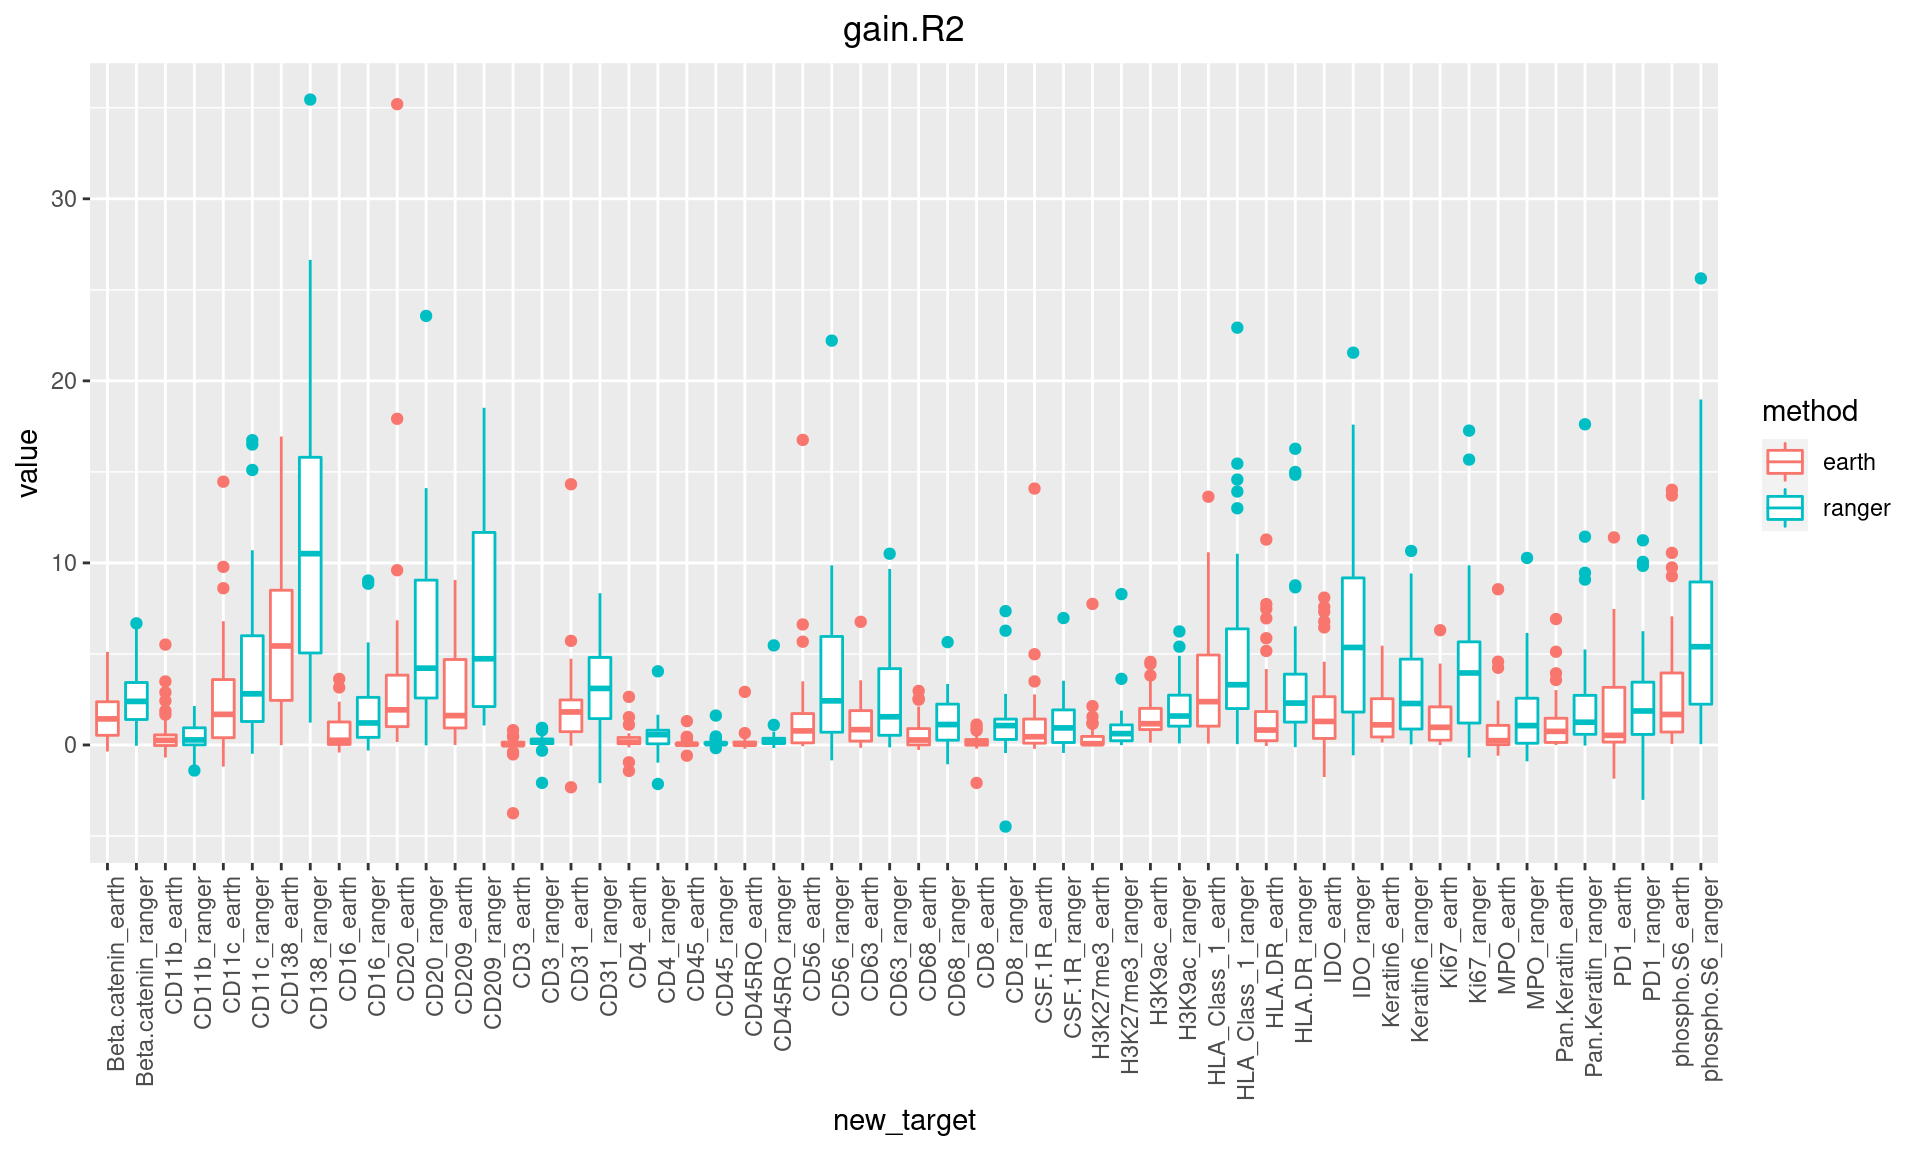 gain.R2
value
30
20
10
0
Beta.catenin_earth
Beta.catenin_ranger
CD11b_earth
CD11b_ranger
CD11c_earth
CD11c_ranger
CD138_earth
CD138_ranger
CD16_earth
CD16_ranger
CD20_earth
CD20_ranger
CD209_earth
CD209_ranger
CD3_earth
CD3_ranger
CD31_earth
CD31_ranger
CD4_earth
CD4_ranger
CD45_earth
CD45_ranger
CD45RO_earth
CD45RO_ranger
CD56_earth
CD56_ranger
CD63_earth
CD63_ranger
CD68_earth
CD68_ranger
CD8_earth
CD8_ranger
CSF.1R_earth
CSF.1R_ranger
H3K27me3_earth
H3K27me3_ranger
H3K9ac_earth
H3K9ac_ranger
HLA_Class_1_earth
HLA_Class_1_ranger
HLA.DR_earth
HLA.DR_ranger
IDO_earth
IDO_ranger
Keratin6_earth
Keratin6_ranger
Ki67_earth
Ki67_ranger
MPO_earth
MPO_ranger
Pan.Keratin_earth
Pan.Keratin_ranger
PD1_earth
PD1_ranger
phospho.S6_earth
phospho.S6_ranger
new_target
method
earth
ranger